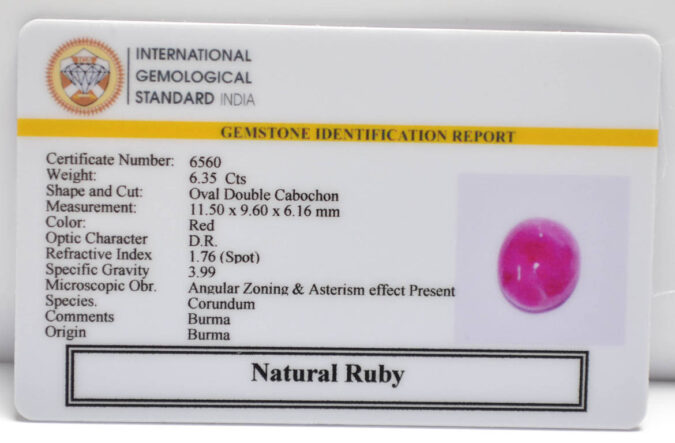 INTERNATIONAL
GEMOLOGICAL
STANDARD INDIA
GEMSTONE IDENTIFICATION REPORT
Certificate Number: 6560
Weight: 6.35 Cts
Shape and Cut: Oval Double Cabochon
Measurement: 11.50 x 9.60 x 6.16 mm
Color: Red
Optic Character D.R.
Refractive Index 1.76 (Spot)
Specific Gravity 3.99
Microscopic Obr. Angular Zoning & Asterism effect Present
Species. Corundum
Comments Burma
Origin Burma
Natural Ruby